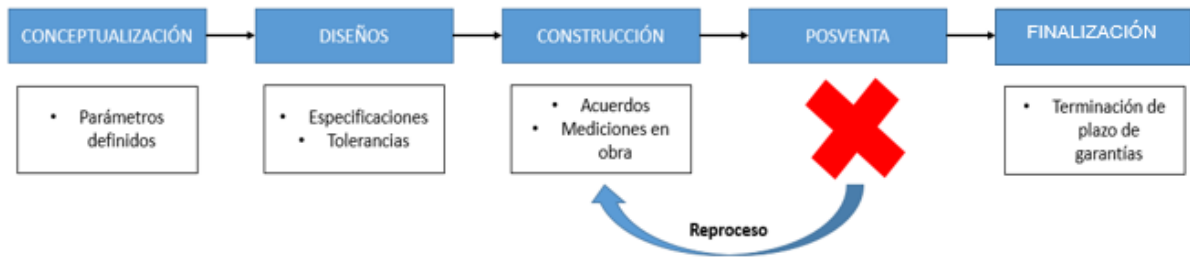 CONCEPTUALIZACIÓN
DISEÑOS
CONSTRUCCIÓN
POSVENTA
FINALIZACIÓN
• Parámetros
definidos
• Especificaciones
• Tolerancias
• Acuerdos
• Mediciones en
obra
• Terminación de
plazo de
garantías
Reproceso